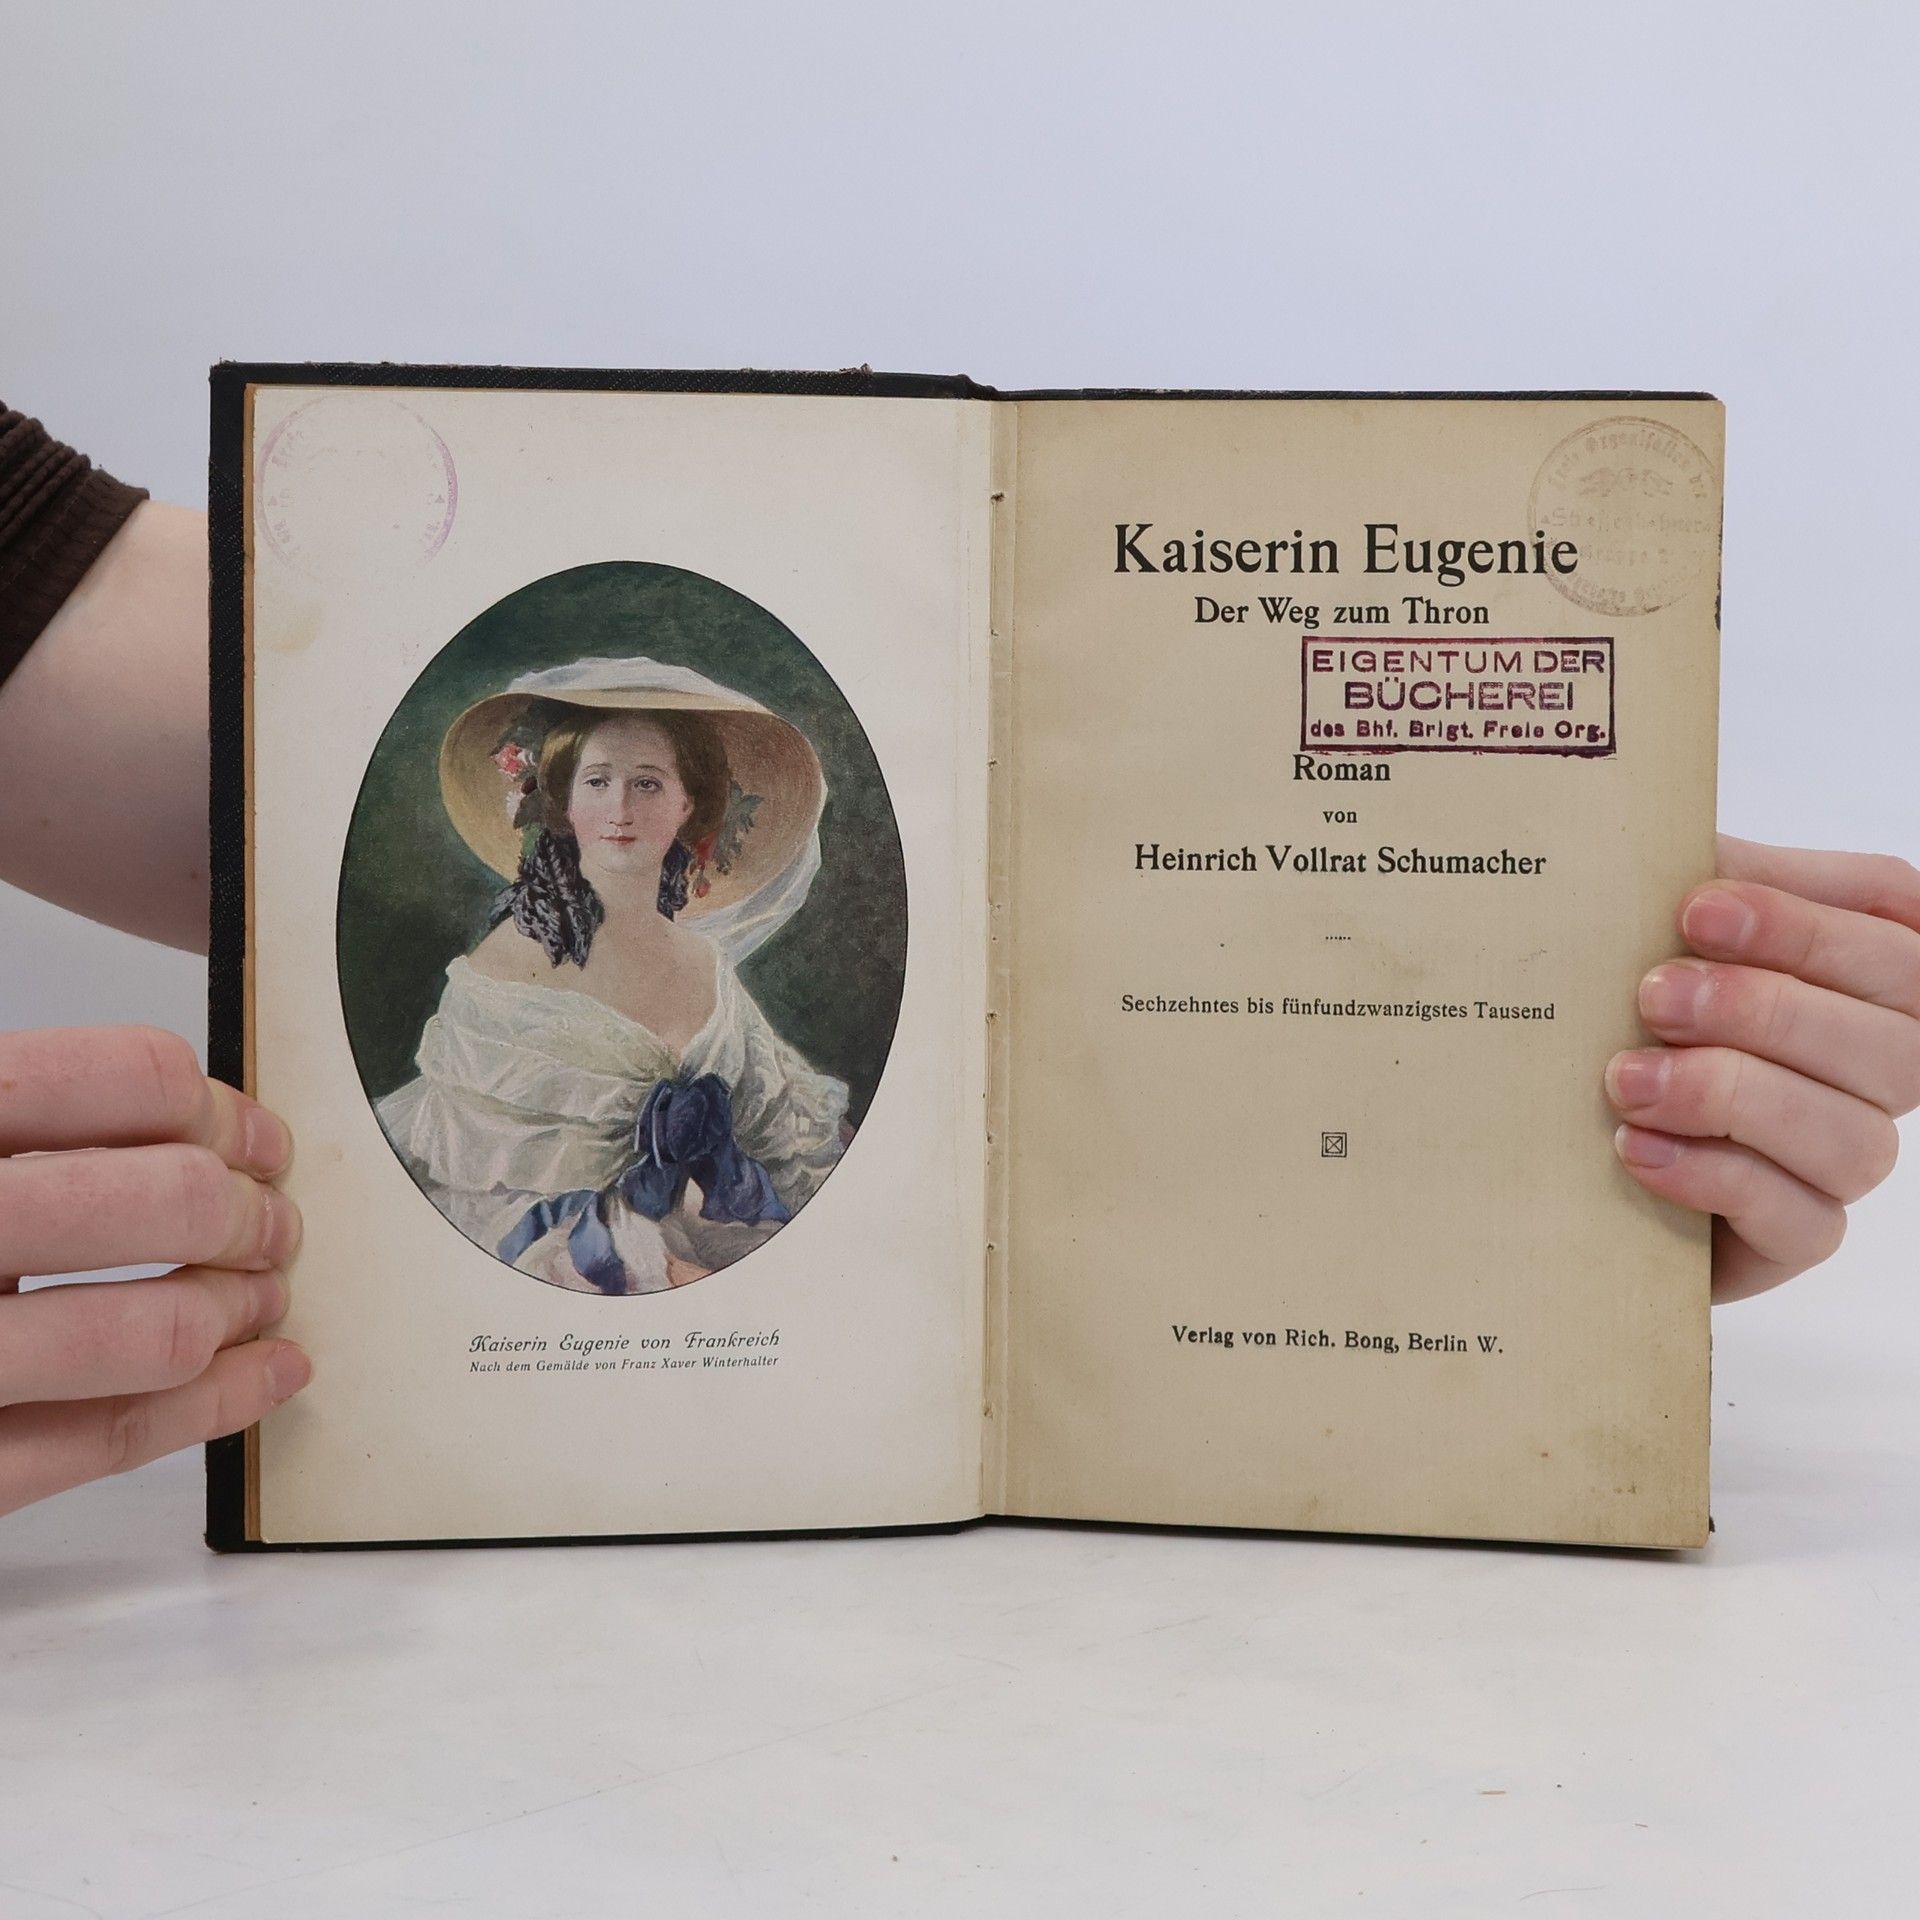 Kaiserin Eugenie von Frankreich
Nach dem Gemälde von Franz Xaver Winterhalter
Kaiserin Eugenie
Der Weg zum Thron
EIGENTUM DER
BÜCHEREI
des Bhf. Brigt. Freie Org.
Roman
von
Heinrich Vollrat Schumacher
Sechzehntes bis fünfundzwanzigstes Tausend
Verlag von Rich. Bong, Berlin W.